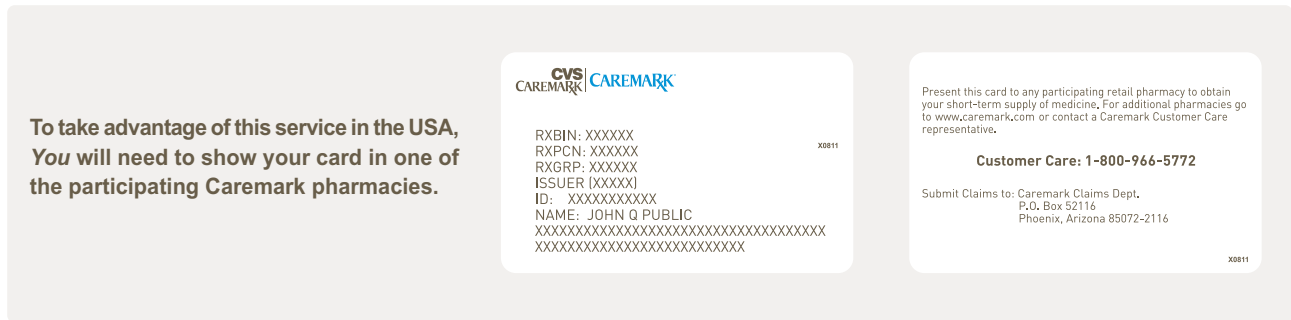 To take advantage of this service in the USA,
You will need to show your card in one of
the participating Caremark pharmacies.
CVS
CAREMARK
CAREMARK
RXBIN: XXXXXX
RXPCN: XXXXXX
RXGRP: XXXXXX
ISSUER (XXXXX)
ID: XXXXXXXXXXX
NAME: JOHN Q PUBLIC
XXXXXXXXXXXXXXXXXXXXXXXXXXXXXXXXXXXX
XXXXXXXXXXXXXXXXXXXXXXXXXX
X0811
Present this card to any participating retail pharmacy to obtain
your short-term supply of medicine. For additional pharmacies go
to www.caremark.com or contact a Caremark Customer Care
representative.
Customer Care: 1-800-966-5772
Submit Claims to: Caremark Claims Dept.
P.O. Box 52116
Phoenix, Arizona 85072-2116
X0811